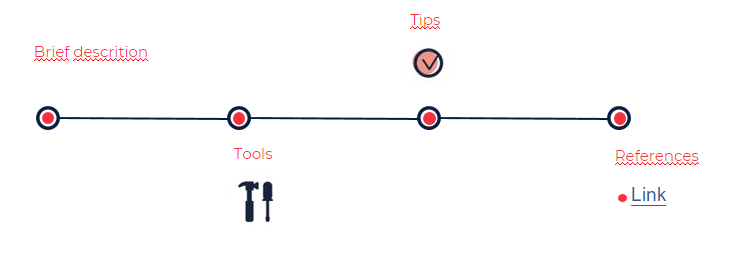 Tips
Brief descrition
Tools
References
Link